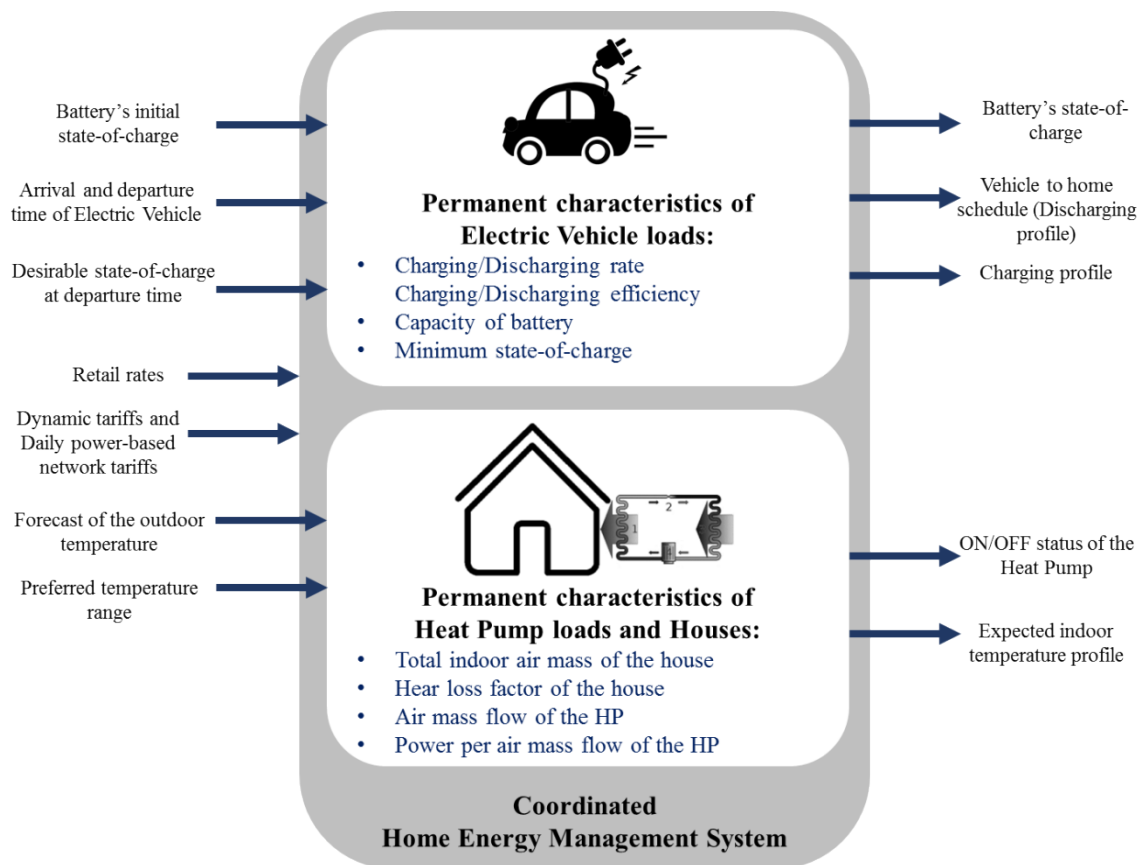 Battery's initial
state-of-charge
Arrival and departure
time of Electric Vehicle
Desirable state-of-charge
at departure time
Retail rates
Dynamic tariffs and
Daily power-based
network tariffs
Forecast of the outdoor
temperature
Preferred temperature
range
Permanent characteristics of
Electric Vehicle loads:
• Charging/Discharging rate
Charging/Discharging efficiency
• Capacity of battery
• Minimum state-of-charge
1
2
Permanent characteristics of
Heat Pump loads and Houses:
• Total indoor air mass of the house
• Hear loss factor of the house
• Air mass flow of the HP
• Power per air mass flow of the HP
Coordinated
Home Energy Management System
Battery's state-of-
charge
Vehicle to home
schedule (Discharging
profile)
Charging profile
ON/OFF status of the
Heat Pump
Expected indoor
temperature profile